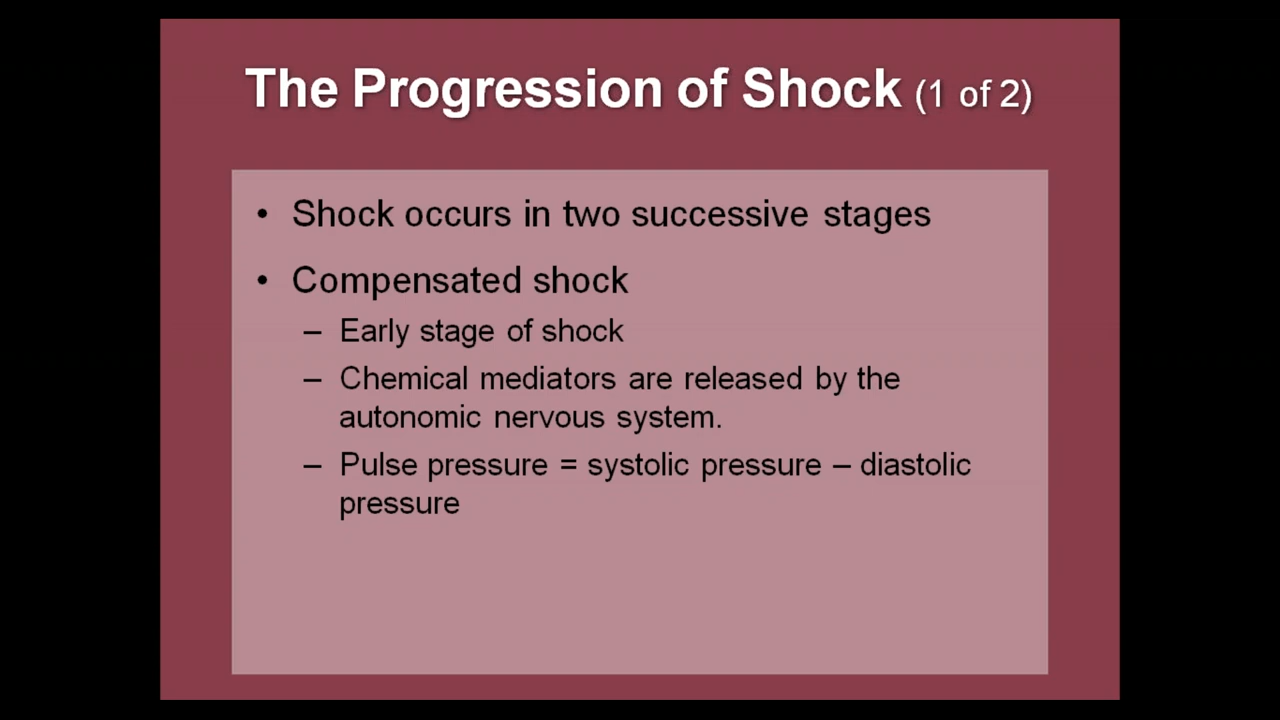 The Progression of Shock (1 of 2)
• Shock occurs in two successive stages
• Compensated shock
– Early stage of shock
– Chemical mediators are released by the
autonomic nervous system.
– Pulse pressure = systolic pressure – diastolic
pressure